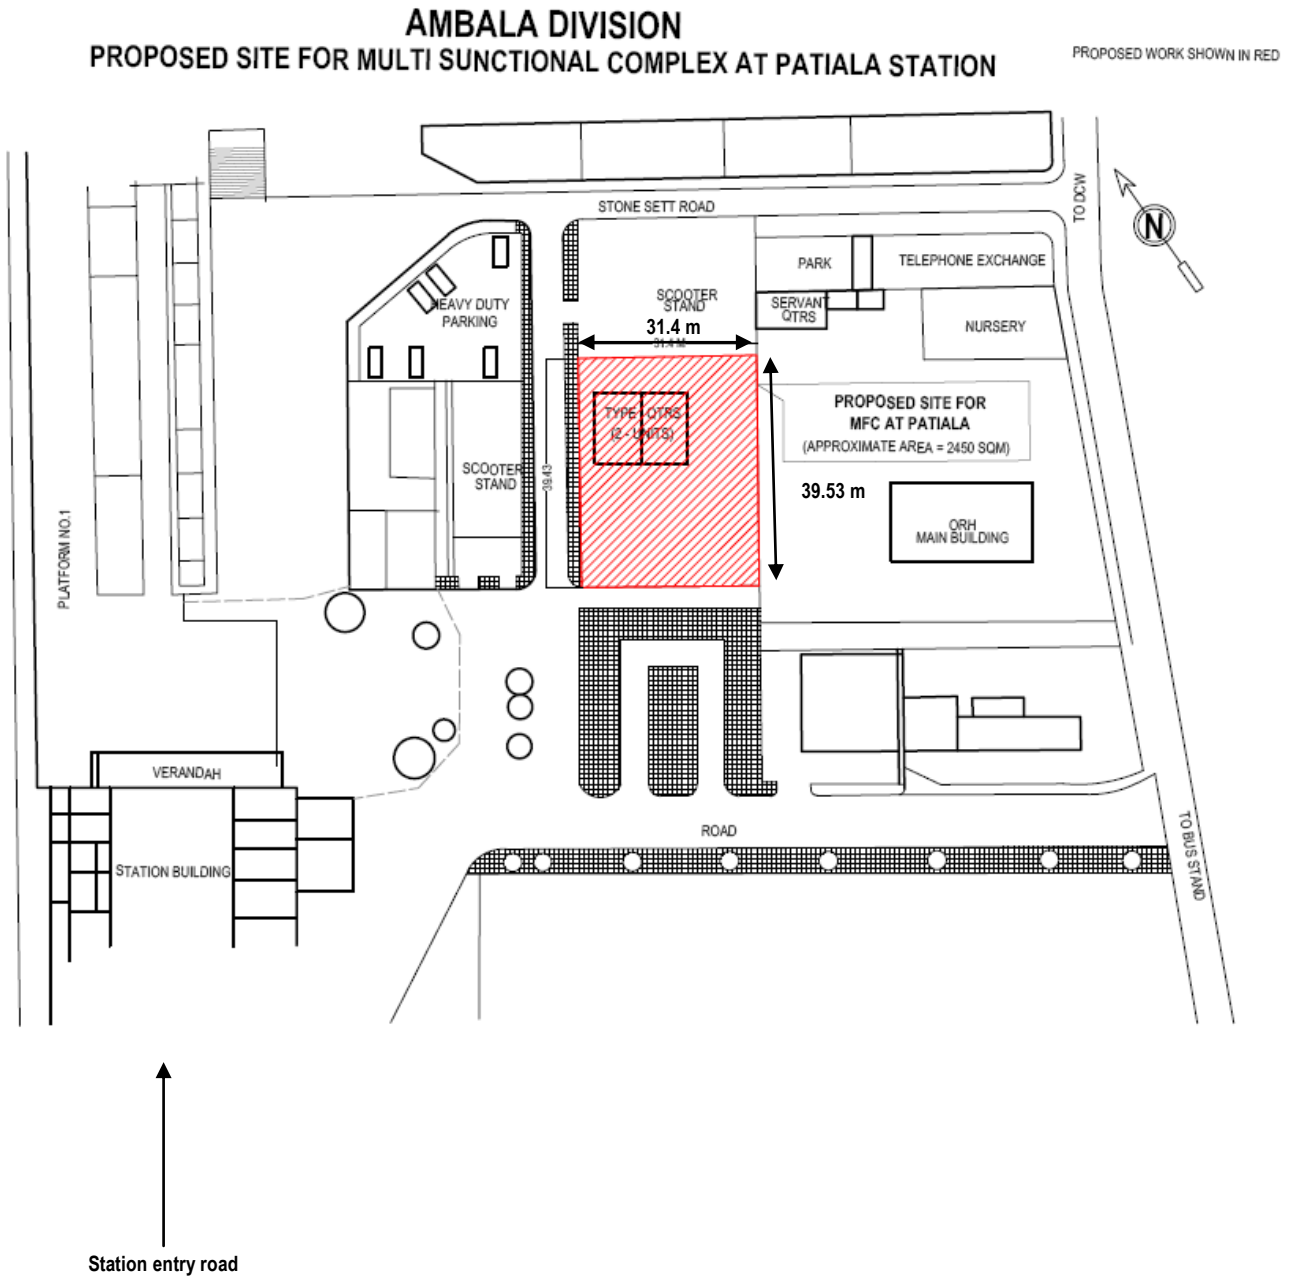 AMBALA DIVISION
PROPOSED SITE FOR MULTI SUNCTIONAL COMPLEX AT PATIALA STATION
PROPOSED WORK SHOWN IN RED
TO DCW
STONE SETT ROAD
N
PARK
TELEPHONE EXCHANGE
HEAVY DUTY
PARKING
SCOOTER
STAND
SERVANT
QTRS
NURSERY
31.4 m
31.4 M
PROPOSED SITE FOR
MFC AT PATIALA
(APPROXIMATE AREA = 2450 SQM)
TYPE QTRS
(2 - UNITS)
SCOOTER
STAND
39.43
39.53 m
ORH
MAIN BUILDING
PLATFORM NO.1
VERANDAH
ROAD
STATION BUILDING
TO BUS STAND
Station entry road